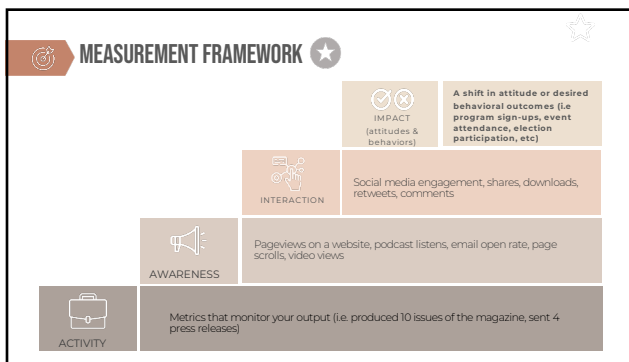 MEASUREMENT FRAMEWORK
IMPACT
(attitudes &
behaviors)
A shift in attitude or desired
behavioral outcomes (i.e
program sign-ups, event
attendance, election
participation, etc)
INTERACTION
Social media engagement, shares, downloads,
retweets, comments
AWARENESS
Pageviews on a website, podcast listens, email open rate, page
scrolls, video views
ACTIVITY
Metrics that monitor your output (i.e. produced 10 issues of the magazine, sent 4
press releases)